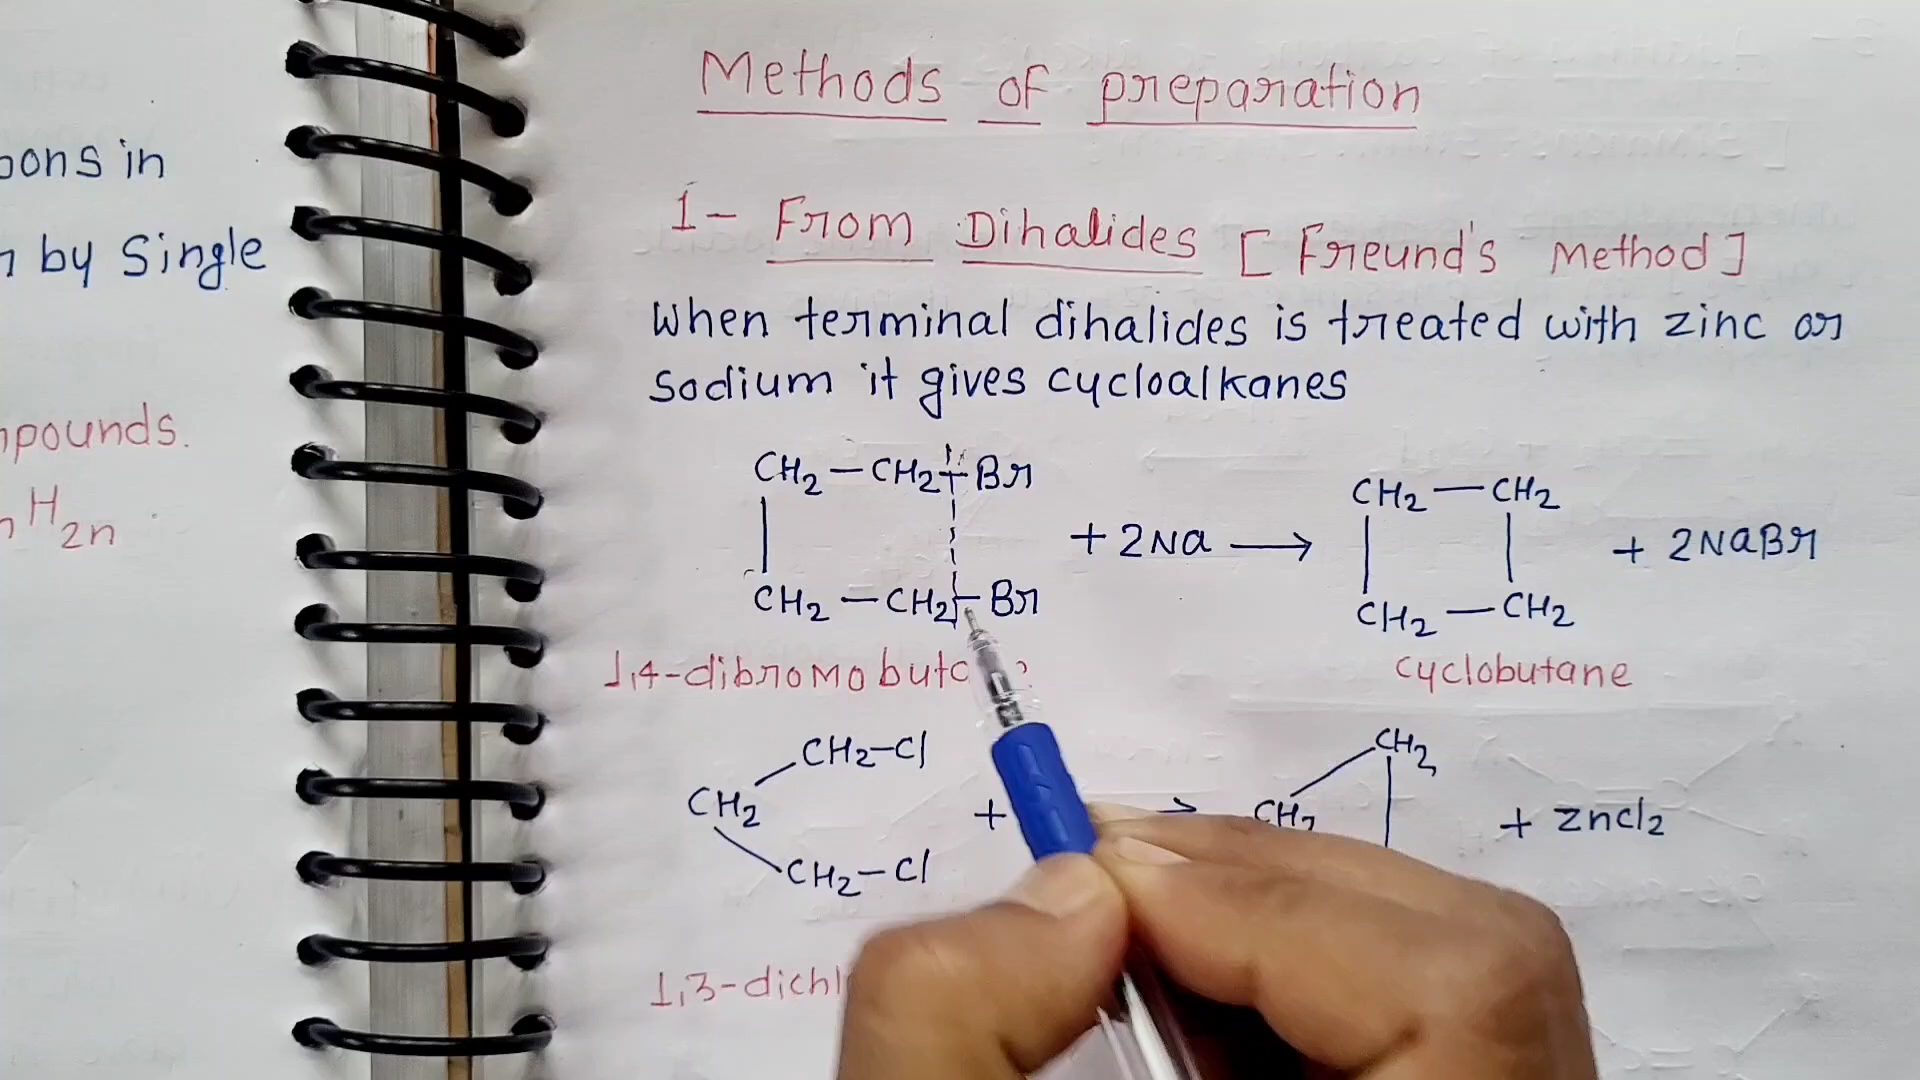 bons in
by Single
pounds.
H2n
Methods of preparation
1- From Dihalides [Freund's Method]
When terminal dihalides is treated with zinc or
Sodium it gives cycloalkanes
CH2 — CH2 — Br
+ 2Na → + 2NaBr
CH2 — CH2 — Br
CH2 — CH2
CH2 — CH2
1,4-dibromobuta
cyclobutane
CH2-Cl
CH2
CH2-Cl
+ →
CH2
CH2
+ zncl2
1,3-dichl